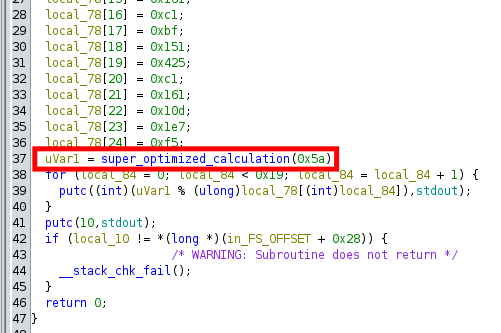 27 local_78[15] = 0x161;
28 local_78[16] = 0xc1;
29 local_78[17] = 0xbf;
30 local_78[18] = 0x151;
31 local_78[19] = 0x425;
32 local_78[20] = 0xc1;
33 local_78[21] = 0x161;
34 local_78[22] = 0x10d;
35 local_78[23] = 0x1e7;
36 local_78[24] = 0xf5;
37 uVar1 = super_optimized_calculation(0x5a)
38 for (local_84 = 0; local_84 < 0x19; local_84 = local_84 + 1) {
39 putc((int)(uVar1 % (ulong)local_78[(int)local_84]),stdout);
40 }
41 putc(10,stdout);
42 if (local_10 != *(long *)(in_FS_OFFSET + 0x28)) {
43 /* WARNING: Subroutine does not return */
44 __stack_chk_fail();
45 }
46 return 0;
47 }